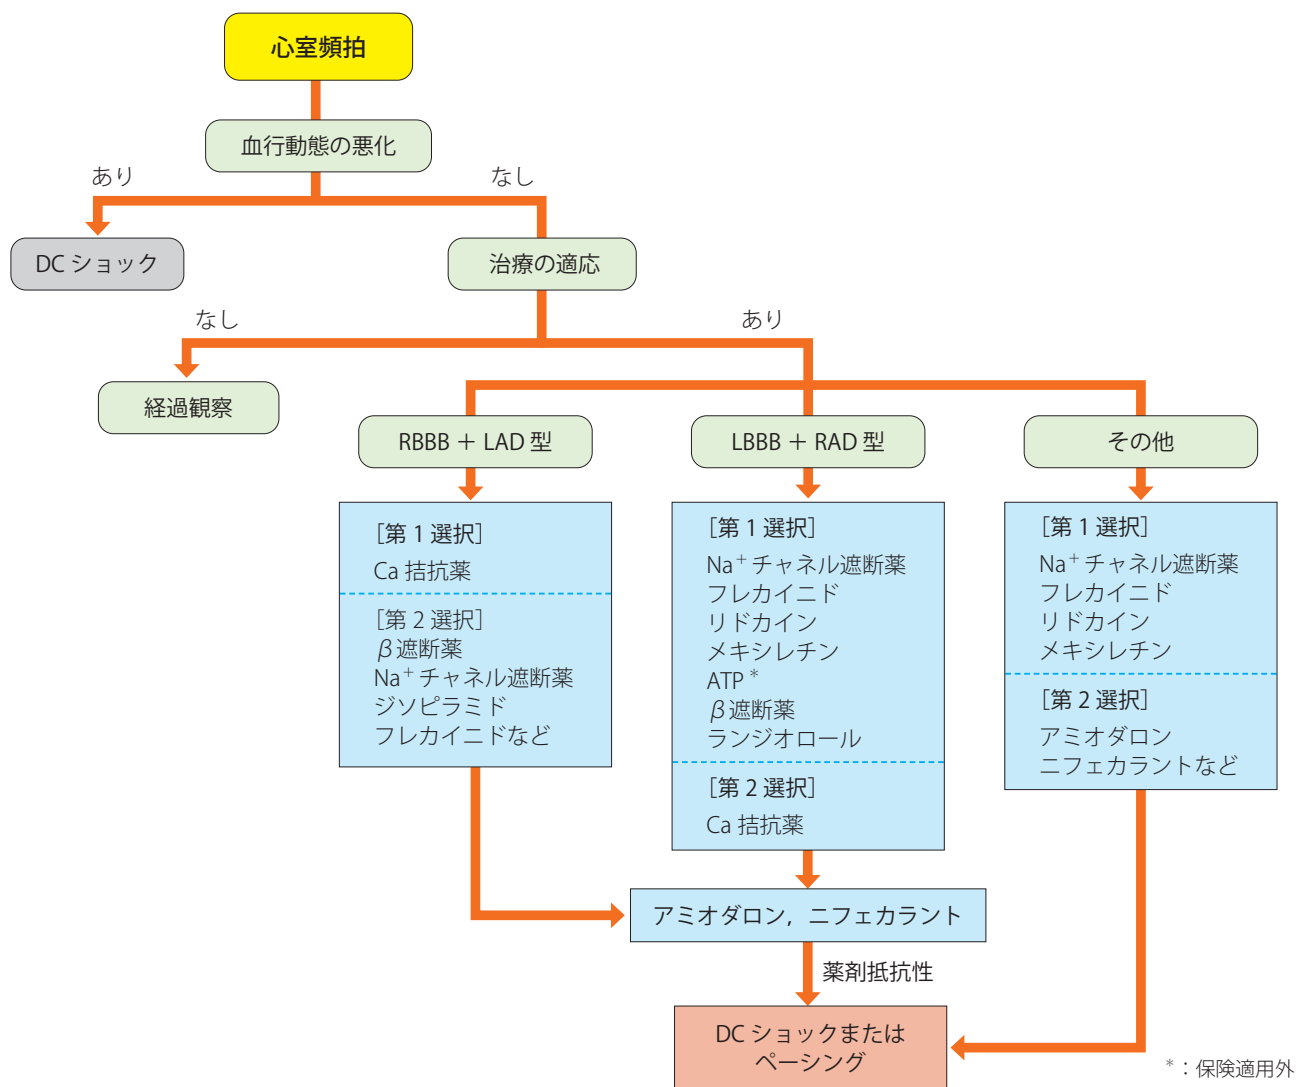 心室頻拍
血行動態の悪化
あり
なし
DC ショック
治療の適応
なし
あり
経過観察
RBBB + LAD 型
LBBB + RAD 型
その他
[第 1 選択]
Ca 拮抗薬
[第 2 選択]
β遮断薬
Na⁺チャネル遮断薬
ジソピラミド
フレカイニドなど
[第 1 選択]
Na⁺チャネル遮断薬
フレカイニド
リドカイン
メキシレチン
ATP *
β遮断薬
ランジオロール
[第 2 選択]
Ca 拮抗薬
[第 1 選択]
Na⁺チャネル遮断薬
フレカイニド
リドカイン
メキシレチン
[第 2 選択]
アミオダロン
ニフェカラントなど
アミオダロン，ニフェカラント
薬剤抵抗性
DC ショックまたは
ペーシング
*：保険適用外